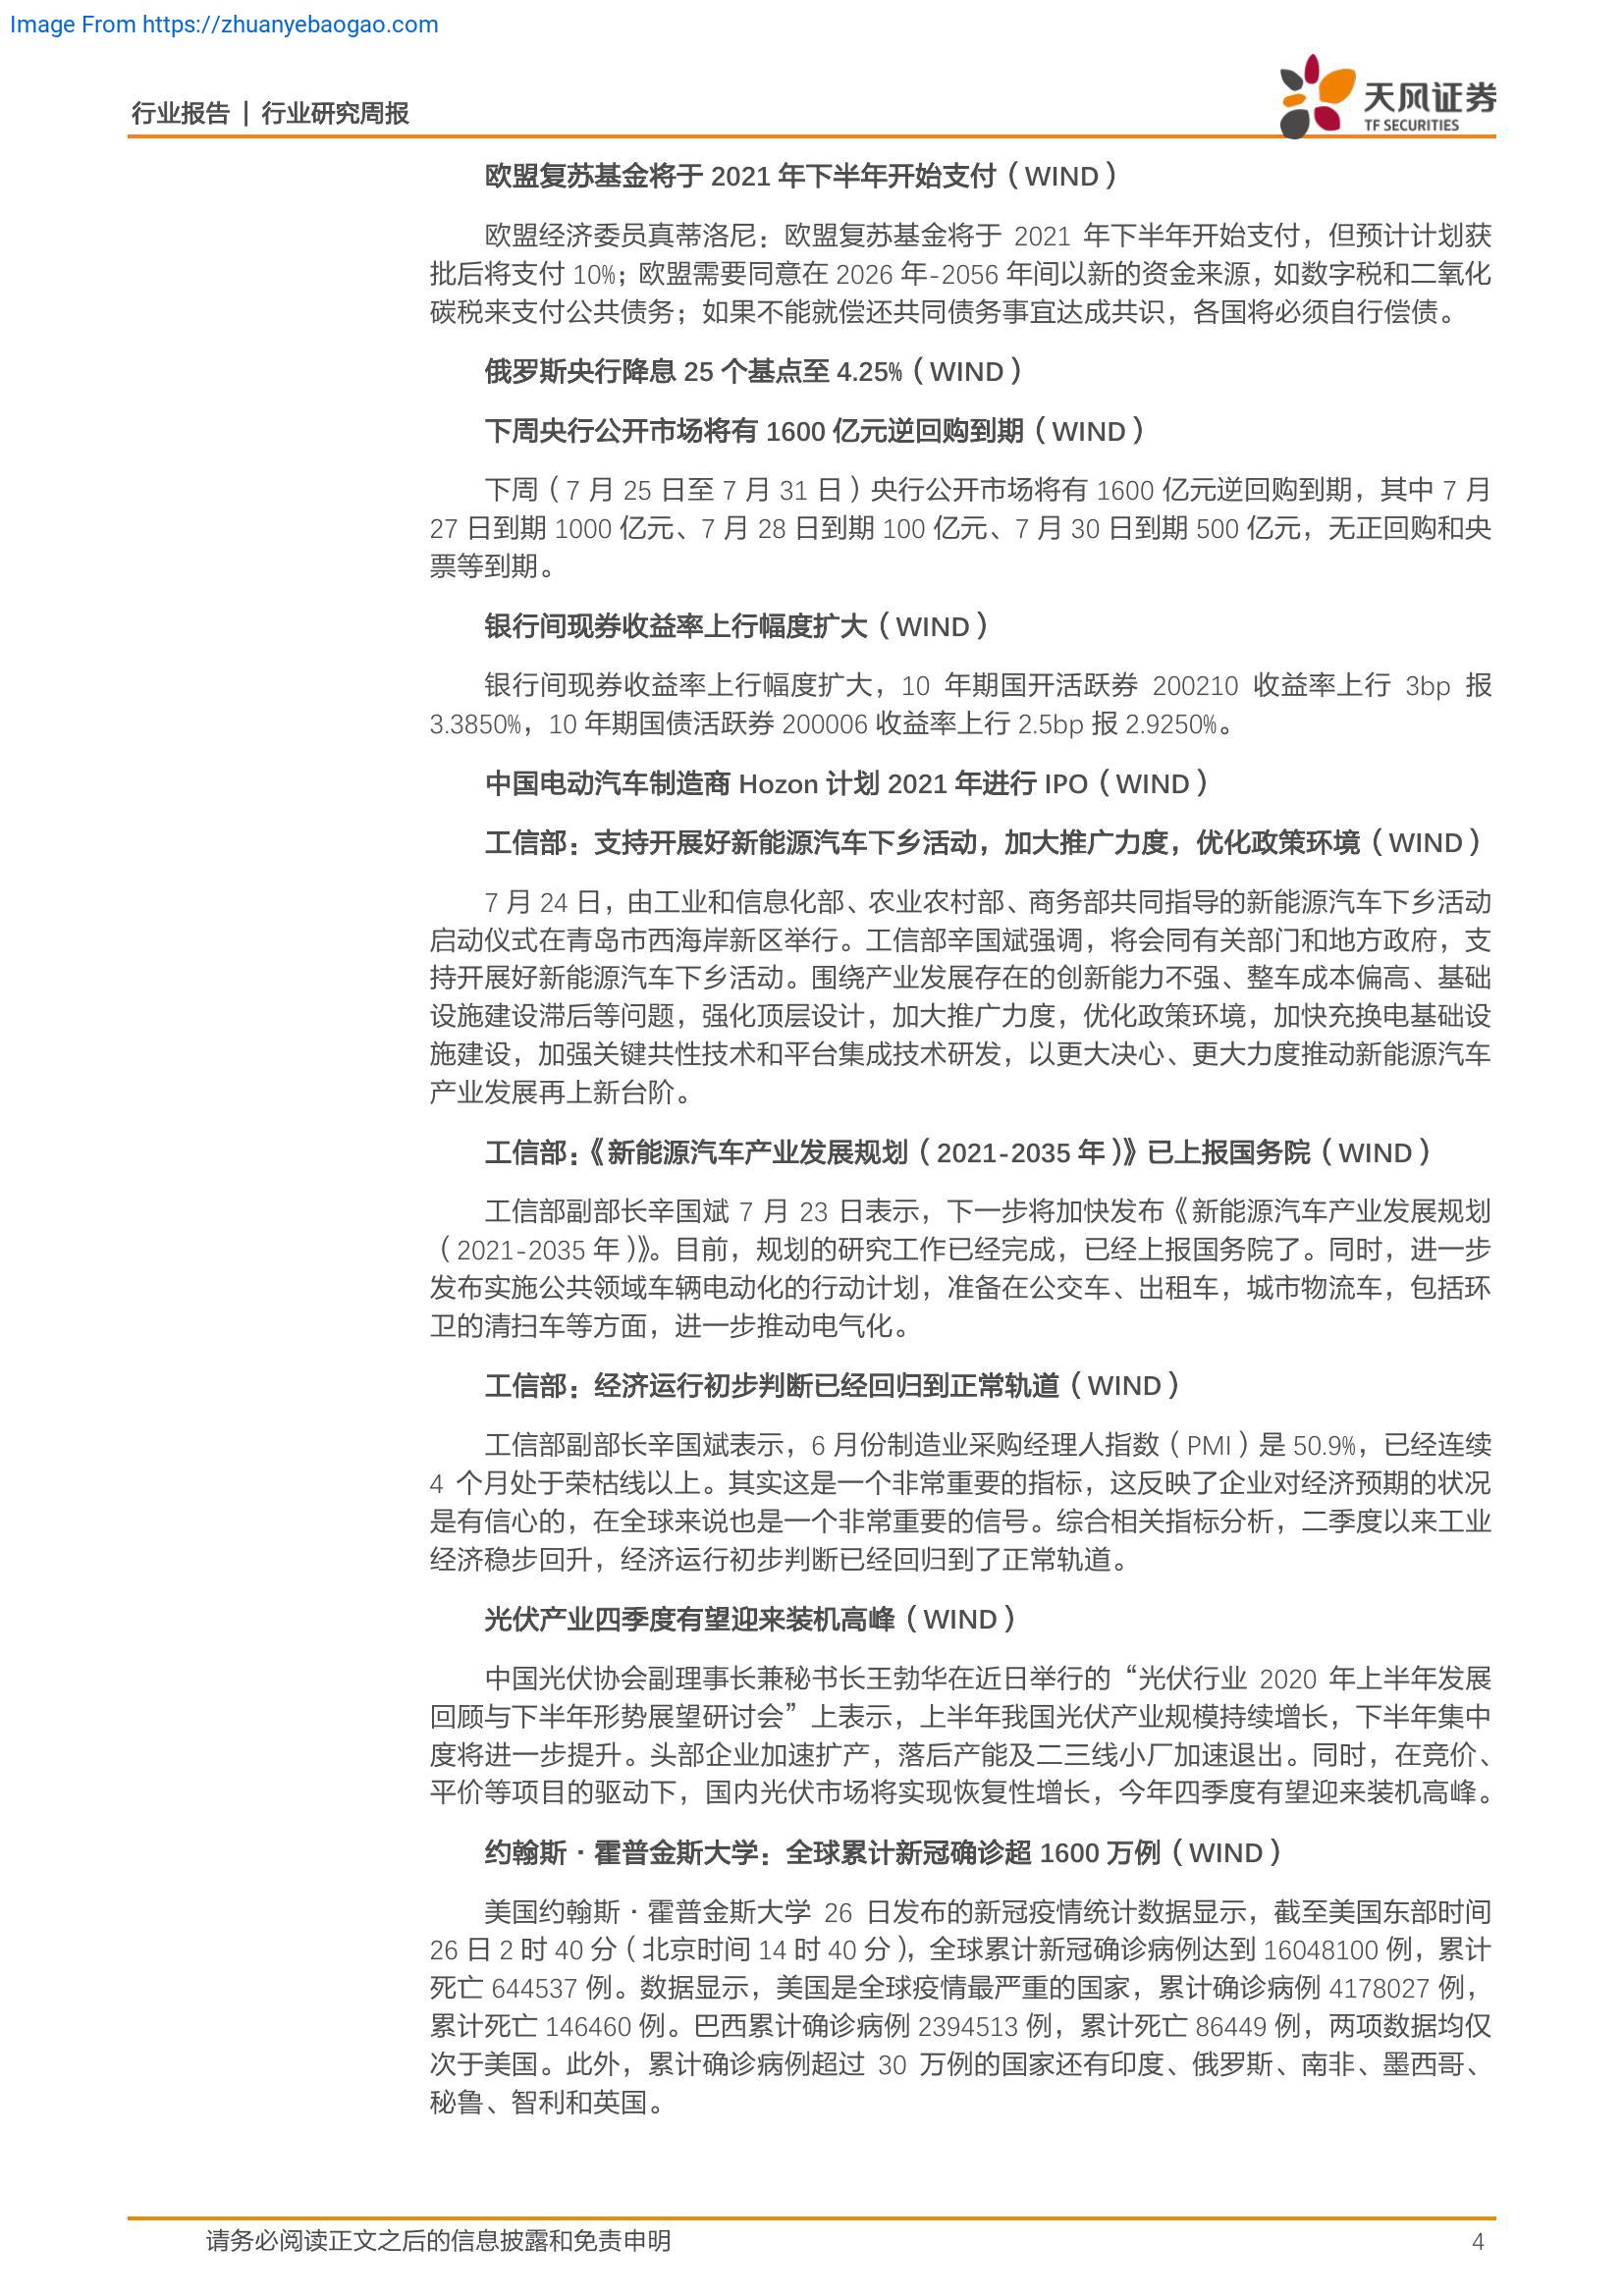 Image From https://zhuanyebaogao.com
行业报告 | 行业研究周报
天风证券
TF SECURITIES
欧盟复苏基金将于 2021 年下半年开始支付（WIND）
欧盟经济委员真蒂洛尼：欧盟复苏基金将于 2021 年下半年开始支付，但预计计划获
批后将支付 10%；欧盟需要同意在 2026 年-2056 年间以新的资金来源，如数字税和二氧化
碳税来支付公共债务；如果不能就偿还共同债务事宜达成共识，各国将必须自行偿债。
俄罗斯央行降息 25 个基点至 4.25%（WIND）
下周央行公开市场将有 1600 亿元逆回购到期（WIND）
下周（7 月 25 日至 7 月 31 日）央行公开市场将有 1600 亿元逆回购到期，其中 7 月
27 日到期 1000 亿元、7 月 28 日到期 100 亿元、7 月 30 日到期 500 亿元，无正回购和央
票等到期。
银行间现券收益率上行幅度扩大（WIND）
银行间现券收益率上行幅度扩大，10 年期国开活跃券 200210 收益率上行 3bp 报
3.3850%，10 年期国债活跃券 200006 收益率上行 2.5bp 报 2.9250%。
中国电动汽车制造商 Hozon 计划 2021 年进行 IPO（WIND）
工信部：支持开展好新能源汽车下乡活动，加大推广力度，优化政策环境（WIND）
7 月 24 日，由工业和信息化部、农业农村部、商务部共同指导的新能源汽车下乡活动
启动仪式在青岛市西海岸新区举行。工信部辛国斌强调，将会同有关部门和地方政府，支
持开展好新能源汽车下乡活动。围绕产业发展存在的创新能力不强、整车成本偏高、基础
设施建设滞后等问题，强化顶层设计，加大推广力度，优化政策环境，加快充换电基础设
施建设，加强关键共性技术和平台集成技术研发，以更大决心、更大力度推动新能源汽车
产业发展再上新台阶。
工信部：《新能源汽车产业发展规划（2021-2035 年）》已上报国务院（WIND）
工信部副部长辛国斌 7 月 23 日表示，下一步将加快发布《新能源汽车产业发展规划
（2021-2035 年）》。目前，规划的研究工作已经完成，已经上报国务院了。同时，进一步
发布实施公共领域车辆电动化的行动计划，准备在公交车、出租车，城市物流车，包括环
卫的清扫车等方面，进一步推动电气化。
工信部：经济运行初步判断已经回归到正常轨道（WIND）
工信部副部长辛国斌表示，6 月份制造业采购经理人指数（PMI）是 50.9%，已经连续
4 个月处于荣枯线以上。其实这是一个非常重要的指标，这反映了企业对经济预期的状况
是有信心的，在全球来说也是一个非常重要的信号。综合相关指标分析，二季度以来工业
经济稳步回升，经济运行初步判断已经回归到了正常轨道。
光伏产业四季度有望迎来装机高峰（WIND）
中国光伏协会副理事长兼秘书长王勃华在近日举行的“光伏行业 2020 年上半年发展
回顾与下半年形势展望研讨会”上表示，上半年我国光伏产业规模持续增长，下半年集中
度将进一步提升。头部企业加速扩产，落后产能及二三线小厂加速退出。同时，在竞价、
平价等项目的驱动下，国内光伏市场将实现恢复性增长，今年四季度有望迎来装机高峰。
约翰斯·霍普金斯大学：全球累计新冠确诊超 1600 万例（WIND）
美国约翰斯·霍普金斯大学 26 日发布的新冠疫情统计数据显示，截至美国东部时间
26 日 2 时 40 分（北京时间 14 时 40 分），全球累计新冠确诊病例达到 16048100 例，累计
死亡 644537 例。数据显示，美国是全球疫情最严重的国家，累计确诊病例 4178027 例，
累计死亡 146460 例。巴西累计确诊病例 2394513 例，累计死亡 86449 例，两项数据均仅
次于美国。此外，累计确诊病例超过 30 万例的国家还有印度、俄罗斯、南非、墨西哥、
秘鲁、智利和英国。
请务必阅读正文之后的信息披露和免责申明
4